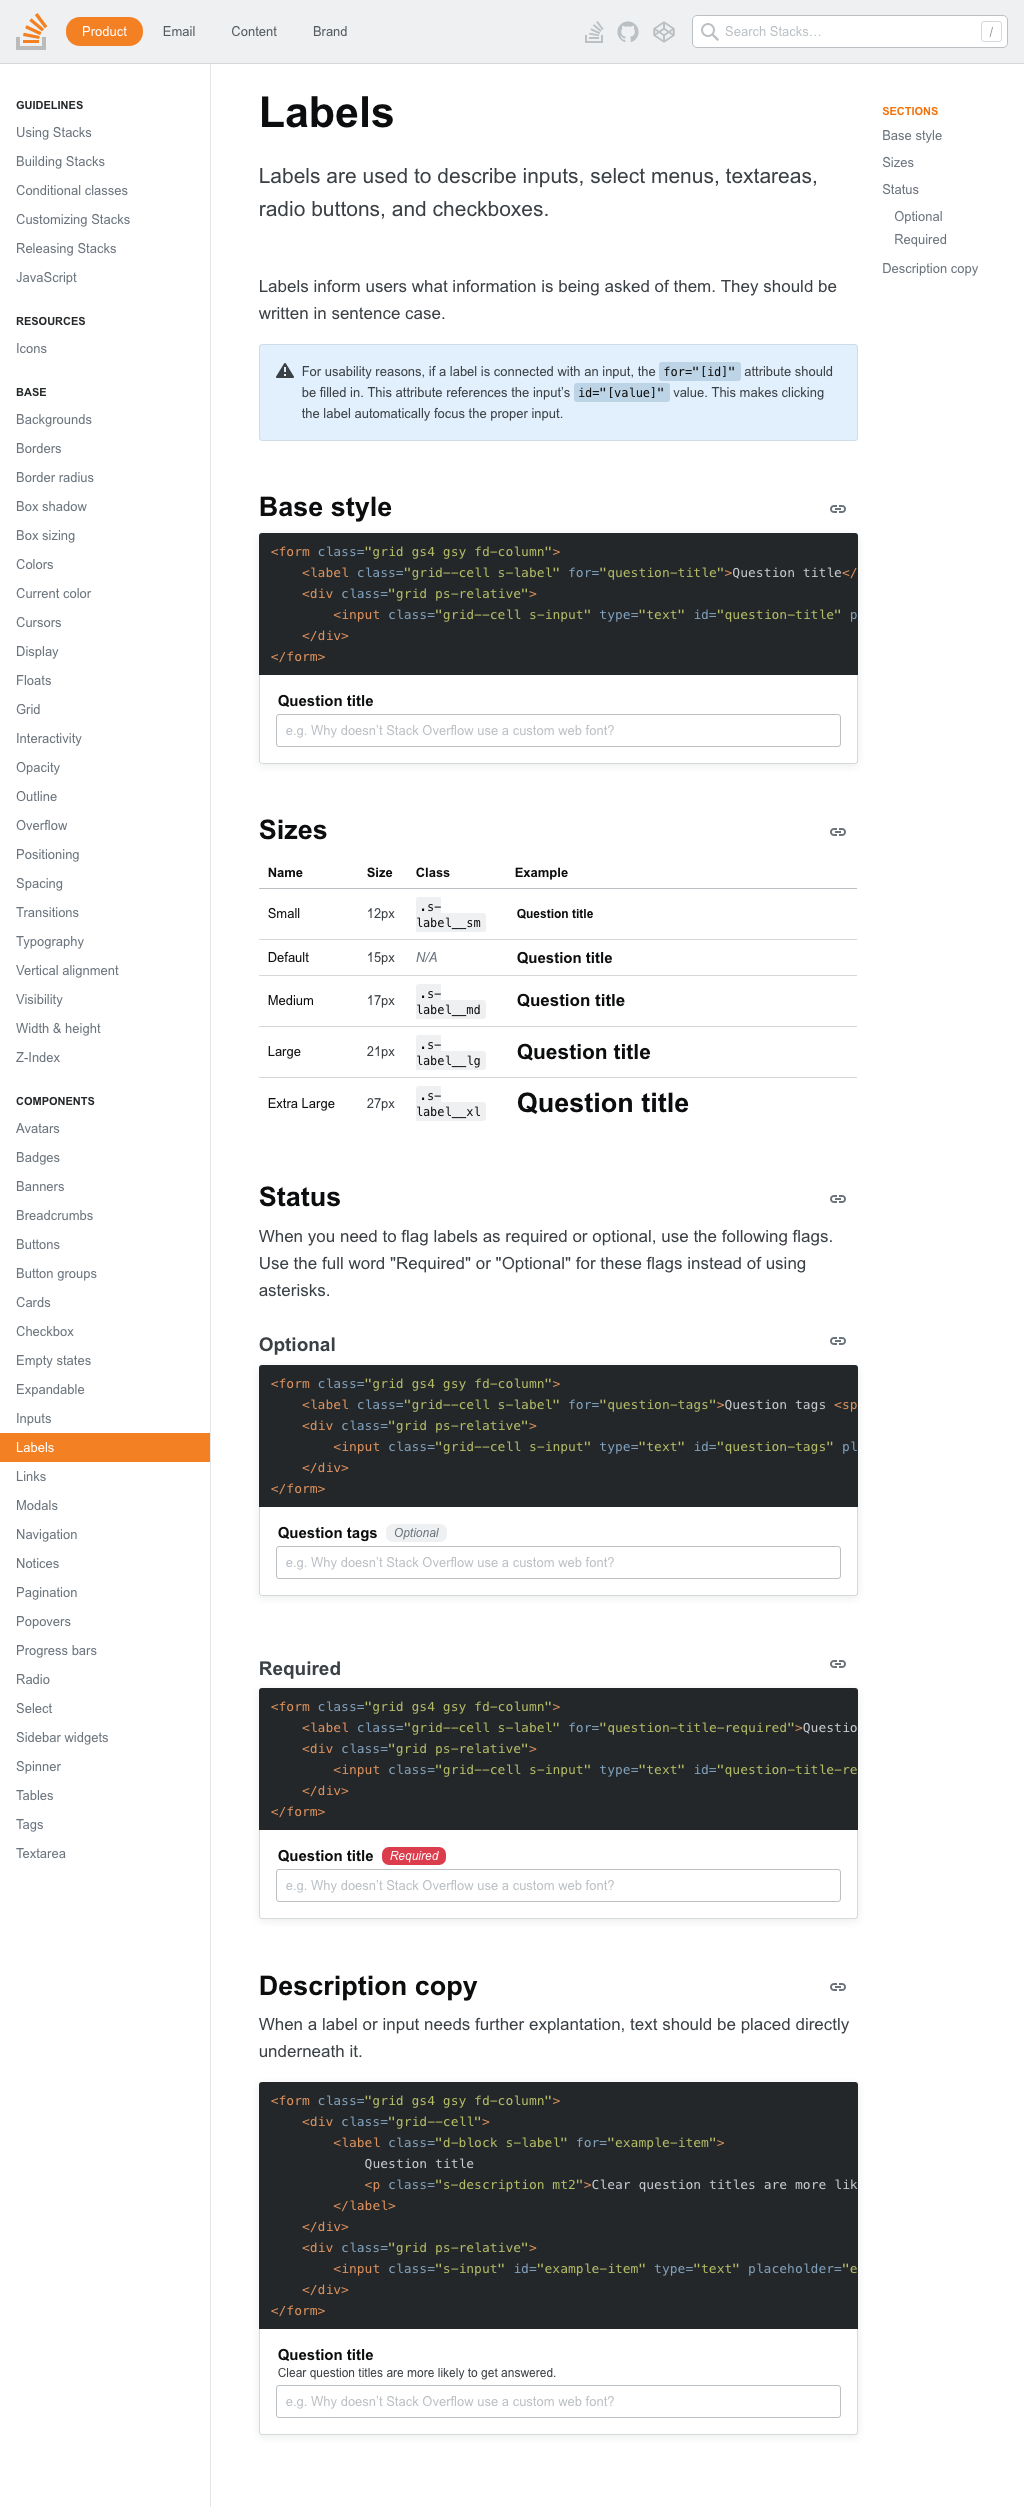 Product Email Content Brand Search Stacks… /
GUIDELINES
Using Stacks
Building Stacks
Conditional classes
Customizing Stacks
Releasing Stacks
JavaScript
RESOURCES
Icons
BASE
Backgrounds
Borders
Border radius
Box shadow
Box sizing
Colors
Current color
Cursors
Display
Floats
Grid
Interactivity
Opacity
Outline
Overflow
Positioning
Spacing
Transitions
Typography
Vertical alignment
Visibility
Width & height
Z-Index
COMPONENTS
Avatars
Badges
Banners
Breadcrumbs
Buttons
Button groups
Cards
Checkbox
Empty states
Expandable
Inputs
Labels
Links
Modals
Navigation
Notices
Pagination
Popovers
Progress bars
Radio
Select
Sidebar widgets
Spinner
Tables
Tags
Textarea
Labels
Labels are used to describe inputs, select menus, textareas,
radio buttons, and checkboxes.
Labels inform users what information is being asked of them. They should be
written in sentence case.
For usability reasons, if a label is connected with an input, the for="[id]" attribute should
be filled in. This attribute references the input's id="[value]" value. This makes clicking
the label automatically focus the proper input.
Base style
<form class="grid gs4 gsy fd-column">
<label class="grid--cell s-label" for="question-title">Question title</
<div class="grid ps-relative">
<input class="grid--cell s-input" type="text" id="question-title" p
</div>
</form>
Question title
e.g. Why doesn't Stack Overflow use a custom web font?
Sizes
Name Size Class Example
Small 12px .s-label__sm Question title
Default 15px N/A Question title
Medium 17px .s-label__md Question title
Large 21px .s-label__lg Question title
Extra Large 27px .s-label__xl Question title
Status
When you need to flag labels as required or optional, use the following flags.
Use the full word "Required" or "Optional" for these flags instead of using
asterisks.
Optional
<form class="grid gs4 gsy fd-column">
<label class="grid--cell s-label" for="question-tags">Question tags <sp
<div class="grid ps-relative">
<input class="grid--cell s-input" type="text" id="question-tags" pl
</div>
</form>
Question tags Optional
e.g. Why doesn't Stack Overflow use a custom web font?
Required
<form class="grid gs4 gsy fd-column">
<label class="grid--cell s-label" for="question-title-required">Questio
<div class="grid ps-relative">
<input class="grid--cell s-input" type="text" id="question-title-re
</div>
</form>
Question title Required
e.g. Why doesn't Stack Overflow use a custom web font?
Description copy
When a label or input needs further explantation, text should be placed directly
underneath it.
<form class="grid gs4 gsy fd-column">
<div class="grid--cell">
<label class="d-block s-label" for="example-item">
Question title
<p class="s-description mt2">Clear question titles are more lik
</label>
</div>
<div class="grid ps-relative">
<input class="s-input" id="example-item" type="text" placeholder="e
</div>
</form>
Question title
Clear question titles are more likely to get answered.
e.g. Why doesn't Stack Overflow use a custom web font?
SECTIONS
Base style
Sizes
Status
Optional
Required
Description copy